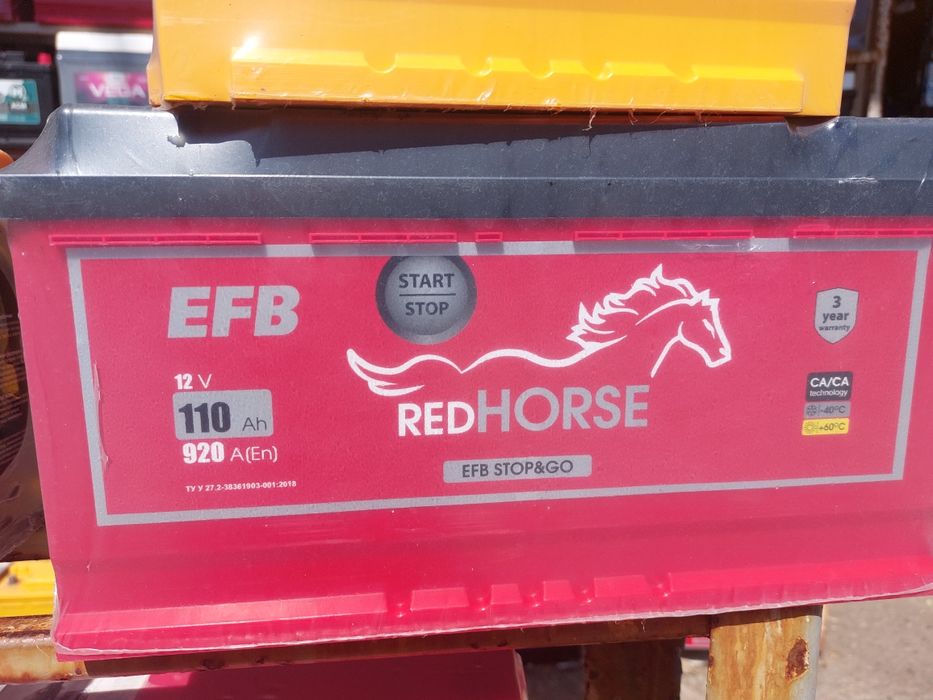 VEGA
EFB
START
STOP
12 V
110 Ah
920 A(En)
ТУ У 27.2-38361903-001:2018
REDHORSE
EFB STOP&GO
3
year
warranty
CA/CA
technology
-40°C
+60°C